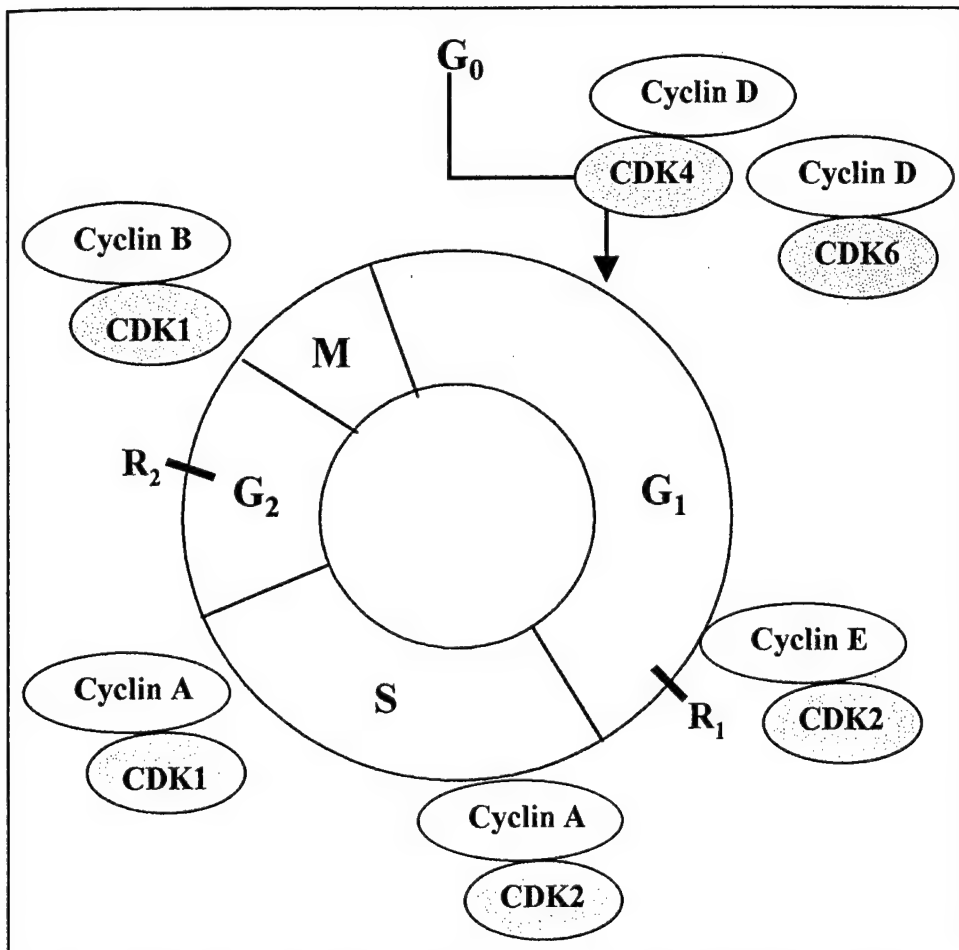 G₀
Cyclin D
CDK4
Cyclin D
CDK6
Cyclin B
CDK1
M
R₂
G₂
G₁
Cyclin E
CDK2
R₁
S
Cyclin A
CDK1
Cyclin A
CDK2